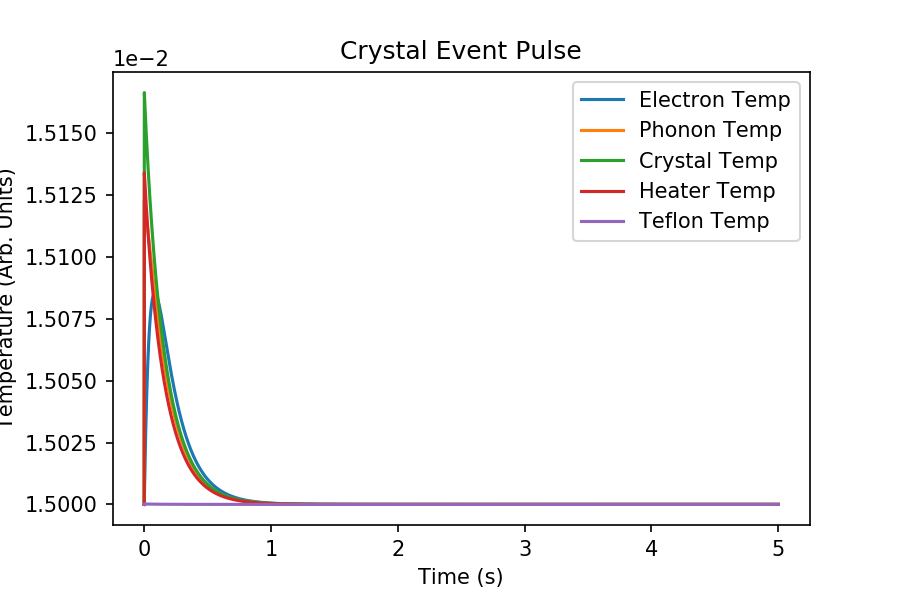 Crystal Event Pulse
1e−2
1.5150
1.5125
1.5100
1.5075
1.5050
1.5025
1.5000
Temperature (Arb. Units)
Electron Temp
Phonon Temp
Crystal Temp
Heater Temp
Teflon Temp
0 1 2 3 4 5
Time (s)